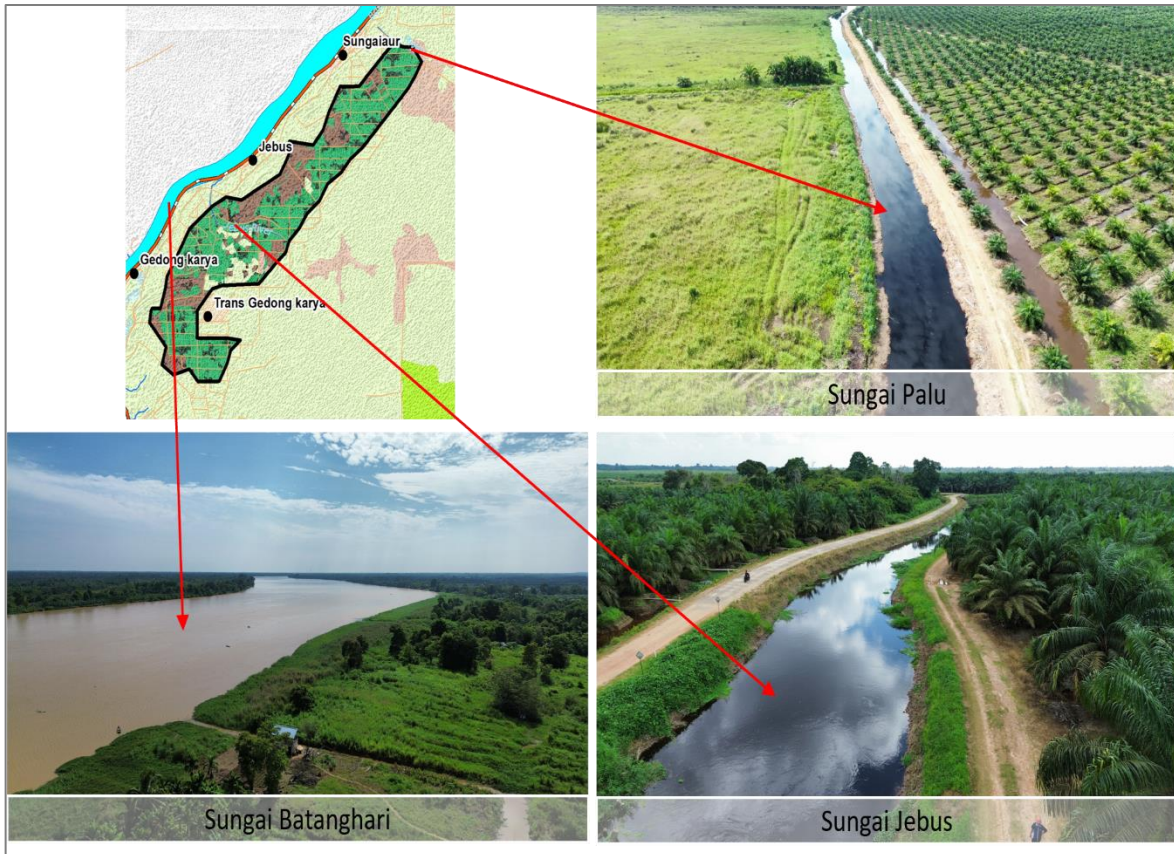 Sungaiaur
Jebus
Gedong karya
Trans Gedong karya
Sungai Palu
Sungai Batanghari
Sungai Jebus